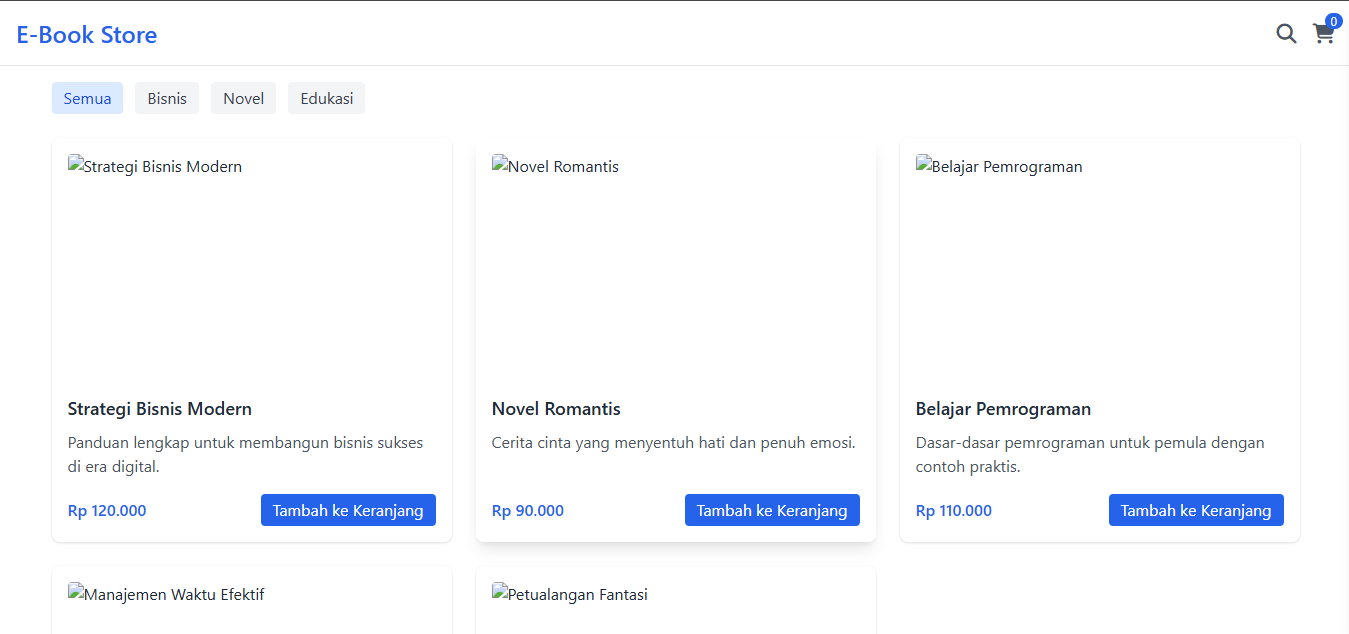 E-Book Store
0
Semua
Bisnis
Novel
Edukasi
Strategi Bisnis Modern
Novel Romantis
Belajar Pemrograman
Strategi Bisnis Modern
Panduan lengkap untuk membangun bisnis sukses
di era digital.
Rp 120.000
Tambah ke Keranjang
Novel Romantis
Cerita cinta yang menyentuh hati dan penuh emosi.
Rp 90.000
Tambah ke Keranjang
Belajar Pemrograman
Dasar-dasar pemrograman untuk pemula dengan
contoh praktis.
Rp 110.000
Tambah ke Keranjang
Manajemen Waktu Efektif
Petualangan Fantasi